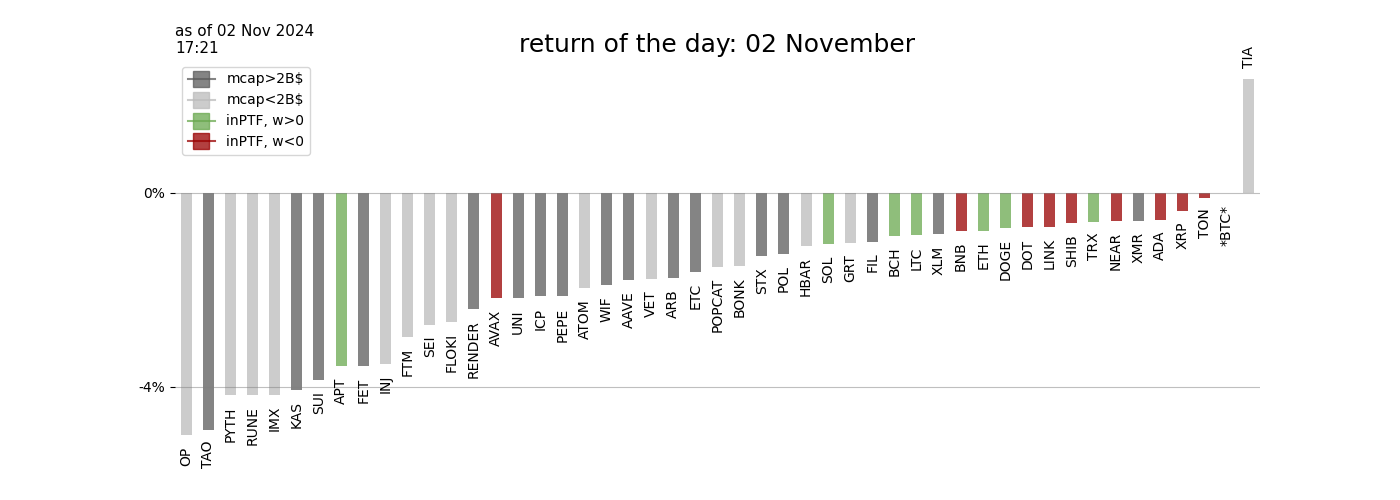 as of 02 Nov 2024
17:21
return of the day: 02 November
mcap>2B$
mcap<2B$
inPTF, w>0
inPTF, w<0
0%
-4%
OP
TAO
PYTH
RUNE
IMX
KAS
SUI
APT
FET
INJ
FTM
SEI
FLOKI
RENDER
AVAX
UNI
ICP
PEPE
ATOM
WIF
AAVE
VET
ARB
ETC
POPCAT
BONK
STX
POL
HBAR
SOL
GRT
FIL
BCH
LTC
XLM
BNB
ETH
DOGE
DOT
LINK
SHIB
TRX
NEAR
XMR
ADA
XRP
TON
*BTC*
TIA